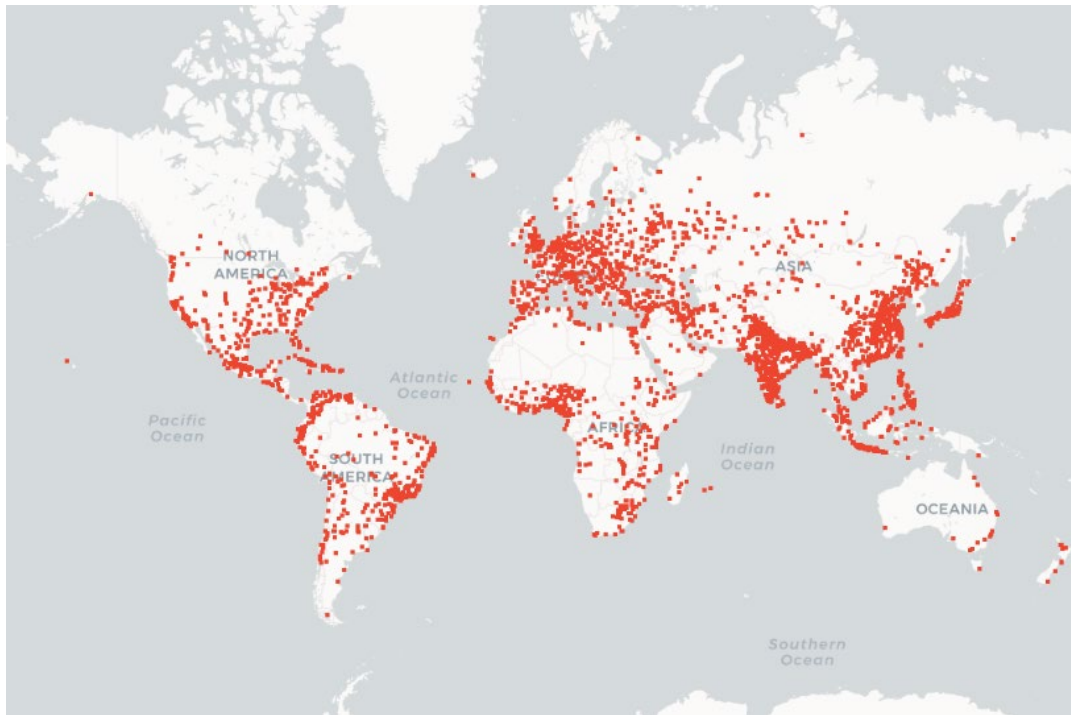 NORTH
AMERICA
ASIA
Atlantic
Ocean
Pacific
Ocean
AFRICA
Indian
Ocean
SOUTH
AMERICA
OCEANIA
Southern
Ocean